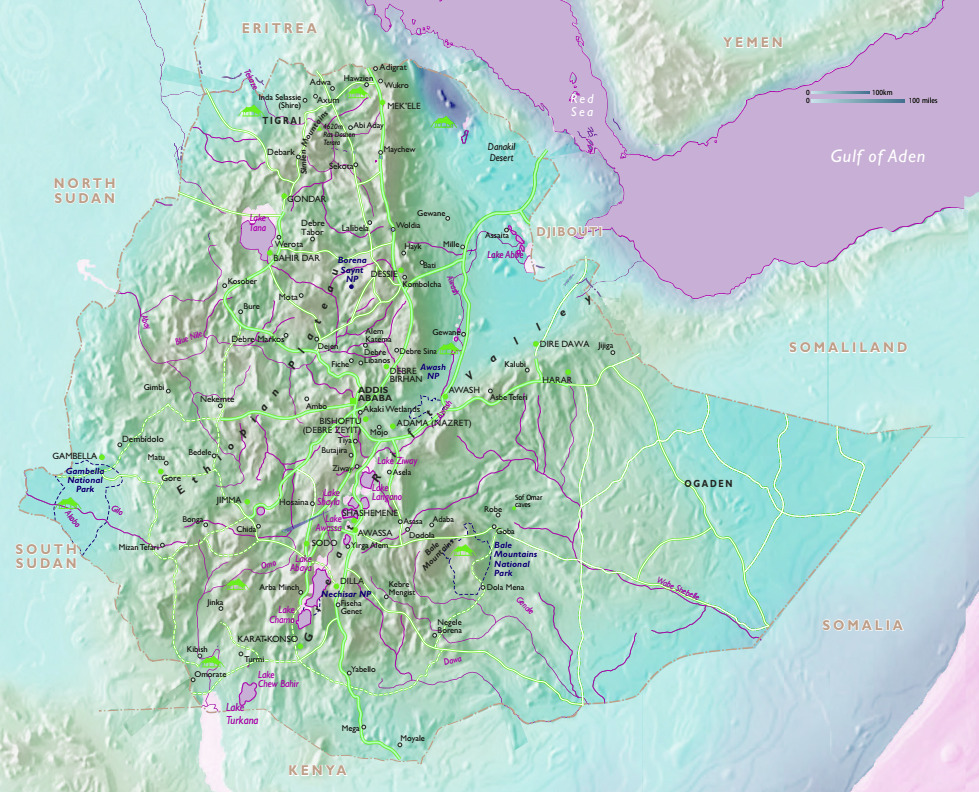 ERITREA
YEMEN
Red
Sea
100km
0
0
100 miles
Gulf of Aden
Adigrat
Hawzien
Adwa
Wukro
Tekeze
Inda Selassie
(Shire)
Axum
MEK'ELE
TIGRAI
Simien Mountains
4620m
Ras Dashen
Terara
Abi Aday
Debark
Maychew
Sekota
Danakil
Desert
NORTH
SUDAN
GONDAR
Lake
Tana
Debre
Tabor
Lalibela
Woldia
Gewane
Assaita
DJIBOUTI
Werota
Hayk
Mille
Lake Abbe
BAHIR DAR
Borena
Saynt
NP
DESSIE
Bati
Kombolcha
Kosober
Mota
Awash
Bure
Abay
Blue Nile
Debre Markos
Dejen
Alem
Katema
Gewane
Debre
Libanos
Debre Sina
Fiche
DIRE DAWA
Jijiga
SOMALILAND
DEBRE
BIRHAN
Awash
NP
Kalubi
HARAR
Gimbi
Nekemte
ADDIS
ABABA
AWASH
Asbe Teferi
Ambo
Akaki Wetlands
Awash
BISHOFTU
(DEBRE ZEYIT)
Mojo
ADAMA (NAZRET)
Ethiopian Plateau
Great Rift Valley
Tiya
Dembidolo
Butajira
GAMBELLA
Matu
Bedele
Lake Ziway
Gambella
National
Park
Gore
Ziway
Asela
Lake
Langano
OGADEN
JIMMA
Hosaina
Lake
Shayla
SHASHEMENE
Sof Omar
caves
Akobo
Gilo
Bonga
Chida
Lake
Awassa
AWASSA
Asasa
Adaba
Robe
Dodola
Goba
Mizan Tefari
SODO
Yirga Alem
Bale
Mountains
Bale
Mountains
National
Park
SOUTH
SUDAN
Omo
Lake
Abaya
Arba Minch
DILLA
Nechisar NP
Kebre
Mengist
Dola Mena
Wabe Shebelle
Jinka
Fiseha
Genet
Genale
Lake
Chamo
Negele
Borena
SOMALIA
KARAT-KONSO
Kibish
Turmi
Dawa
Omorate
Lake
Chew Bahir
Yabello
Lake
Turkana
Mega
Moyale
KENYA